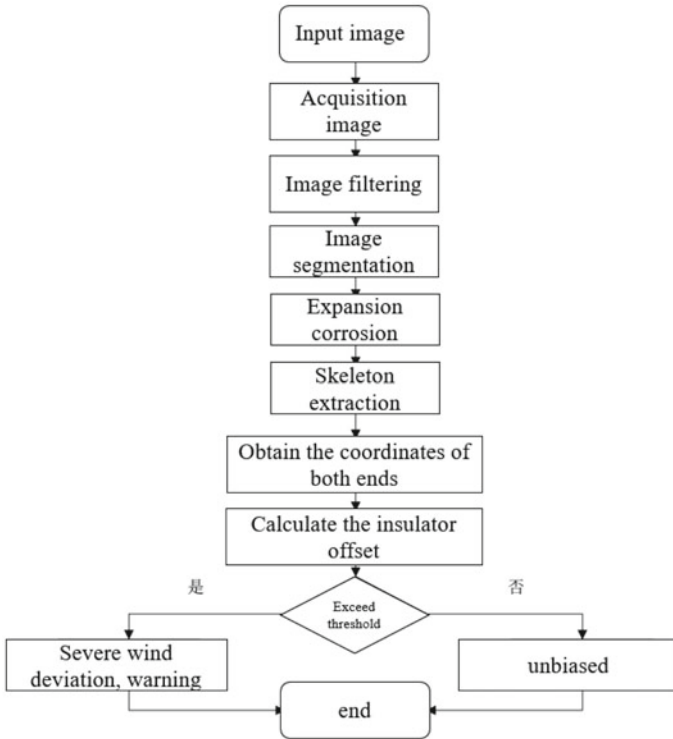 Input image
Acquisition
image
Image filtering
Image
segmentation
Expansion
corrosion
Skeleton
extraction
Obtain the coordinates of
both ends
Calculate the insulator
offset
是
否
Exceed
threshold
Severe wind
deviation, warning
unbiased
end